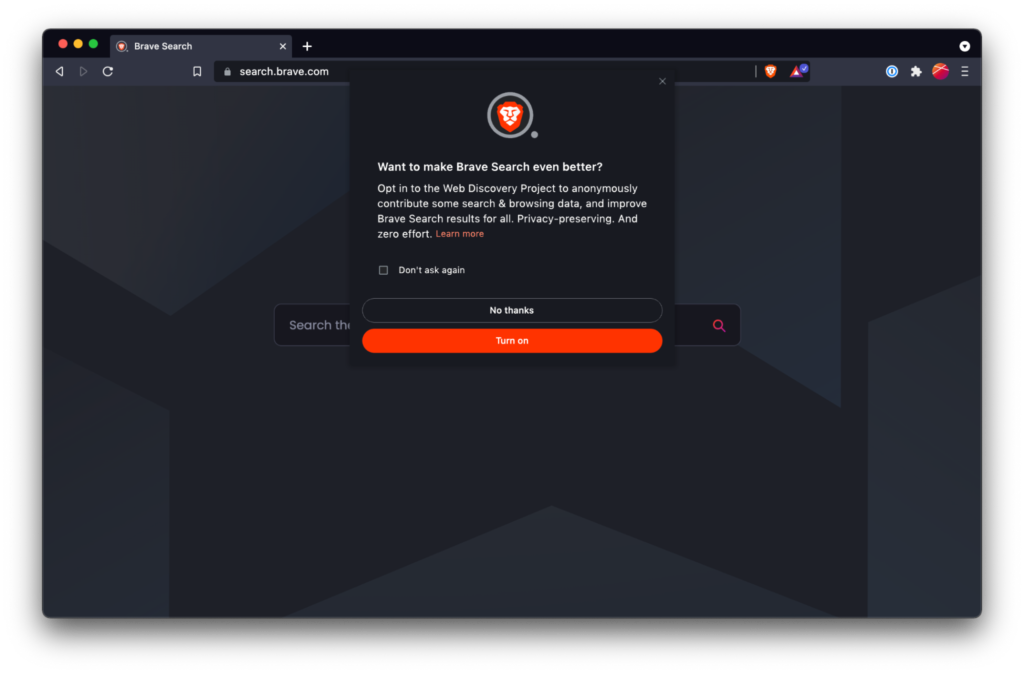 Brave Search
search.brave.com
Want to make Brave Search even better?
Opt in to the Web Discovery Project to anonymously
contribute some search & browsing data, and improve
Brave Search results for all. Privacy-preserving. And
zero effort. Learn more
Don't ask again
No thanks
Search the
Turn on